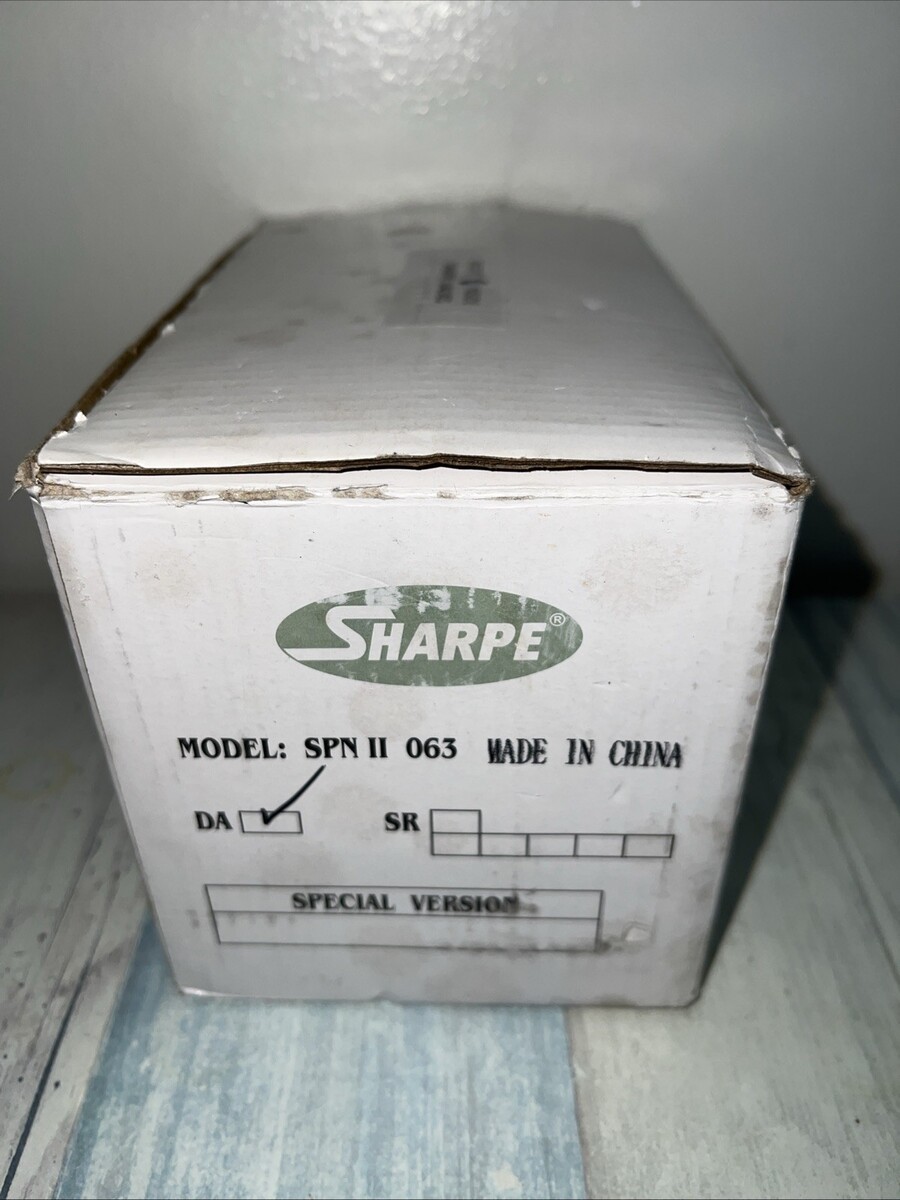 SHARPE®
MODEL: SPN II 063 MADE IN CHINA
DA SR
SPECIAL VERSION